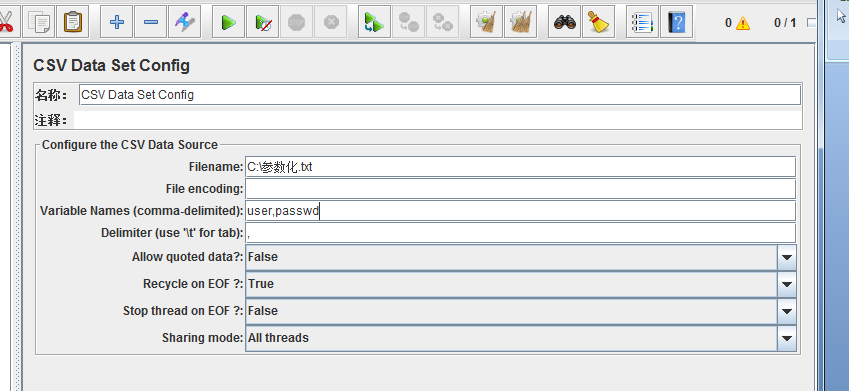 0 0 / 1
CSV Data Set Config
名称： CSV Data Set Config
注释：
Configure the CSV Data Source
Filename: C:\参数化.txt
File encoding:
Variable Names (comma-delimited): user,passwd
Delimiter (use '\t' for tab): ,
Allow quoted data?: False
Recycle on EOF ?: True
Stop thread on EOF ?: False
Sharing mode: All threads